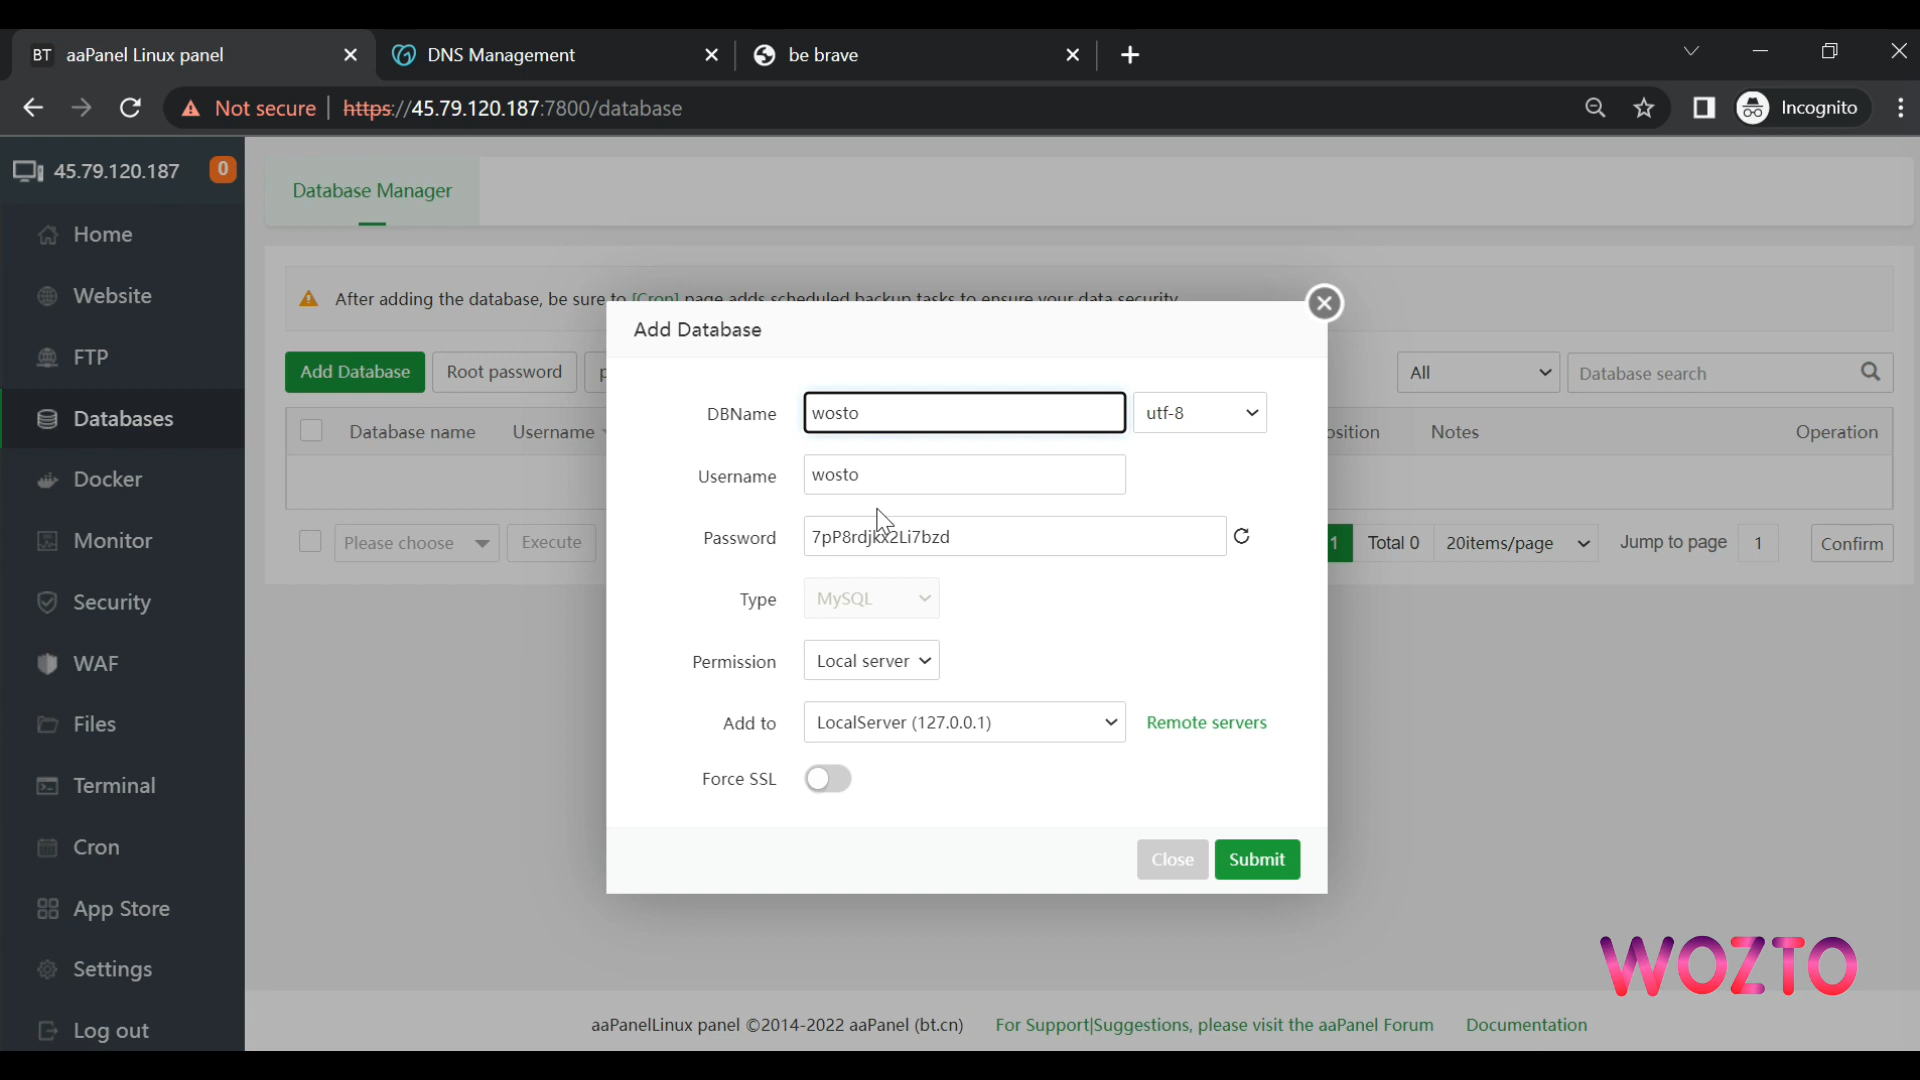 BT aaPanel Linux panel
DNS Management
be brave
Not secure https://45.79.120.187:7800/database
Incognito
45.79.120.187 0
Home
Website
FTP
Databases
Docker
Monitor
Security
WAF
Files
Terminal
Cron
App Store
Settings
Log out
Database Manager
After adding the database, be sure to [Cron] page adds scheduled backup tasks to ensure your data security
Add Database
Root password
p
All
Database search
Database name
Username
osition
Notes
Operation
Please choose
Execute
1
Total 0
20items/page
Jump to page
1
Confirm
Add Database
DBName wosto utf-8
Username wosto
Password 7pP8rdjkx2Li7bzd
Type MySQL
Permission Local server
Add to LocalServer (127.0.0.1) Remote servers
Force SSL
Close Submit
WOZTO
aaPanelLinux panel ©2014-2022 aaPanel (bt.cn) For Support|Suggestions, please visit the aaPanel Forum Documentation